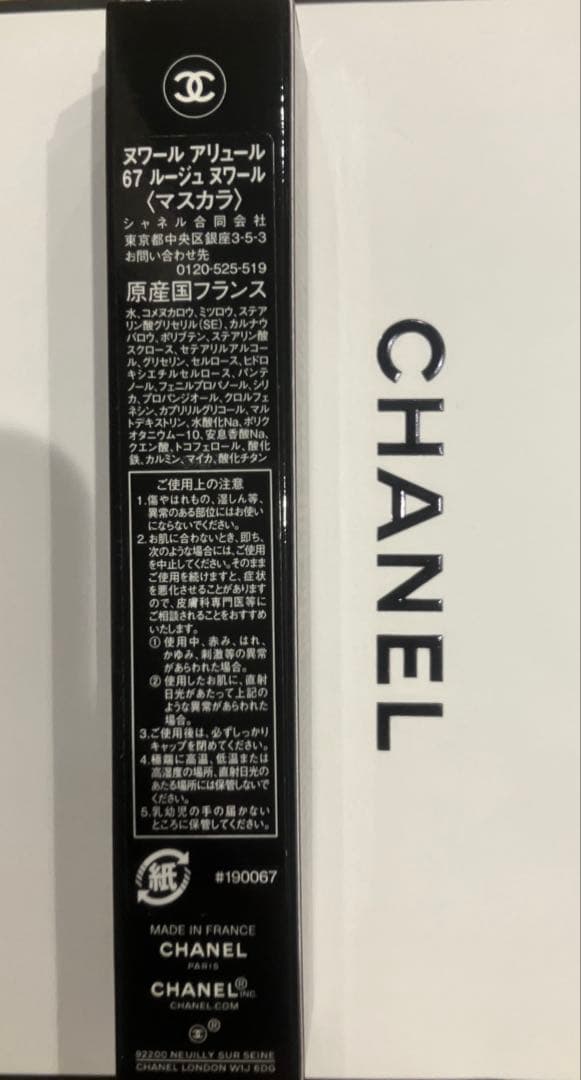 ヌワール アリュール
67 ルージュ ヌワール
〈マスカラ〉
シャネル合同会社
東京都中央区銀座3-5-3
お問い合わせ先
0120-525-519
原産国フランス
水、コメヌカロウ、ミツロウ、ステア
リン酸グリセリル(SE)、カルナウ
バロウ、ポリブテン、ステアリン酸
スクロース、セテアリルアルコー
ル、グリセリン、セルロース、ヒドロ
キシエチルセルロース、パンテ
ノール、フェニルプロパノール、シリ
カ、プロパンジオール、クロルフェ
ネシン、カプリリルグリコール、マル
トデキストリン、水酸化Na、ポリク
オタニウムー10、安息香酸Na、
クエン酸、トコフェロール、酸化
鉄、カルミン、マイカ、酸化チタン
ご使用上の注意
1.傷やはれもの、湿しん等、
異常のある部位にはお使い
にならないでください。
2.お肌に合わないとき、即ち、
次のような場合には、ご使用
を中止してください。そのまま
ご使用を続けますと、症状
を悪化させることがあります
ので、皮膚科専門医等に
ご相談されることをおすすめ
いたします。
①使用中、赤み、はれ、
かゆみ、刺激等の異常
があらわれた場合。
②使用したお肌に、直射
日光があたって上記の
ような異常があらわれた
場合。
3.ご使用後は、必ずしっかり
キャップを閉めてください。
4.極端に高温、低温または
高湿度の場所、直射日光の
あたる場所には保管しないで
ください。
5.乳幼児の手の届かない
ところに保管してください。
紙
#190067
MADE IN FRANCE
CHANEL
PARIS
CHANEL® INC.
CHANEL.COM
®
92200 NEUILLY SUR SEINE
CHANEL LONDON W1J 6DG
CHANEL